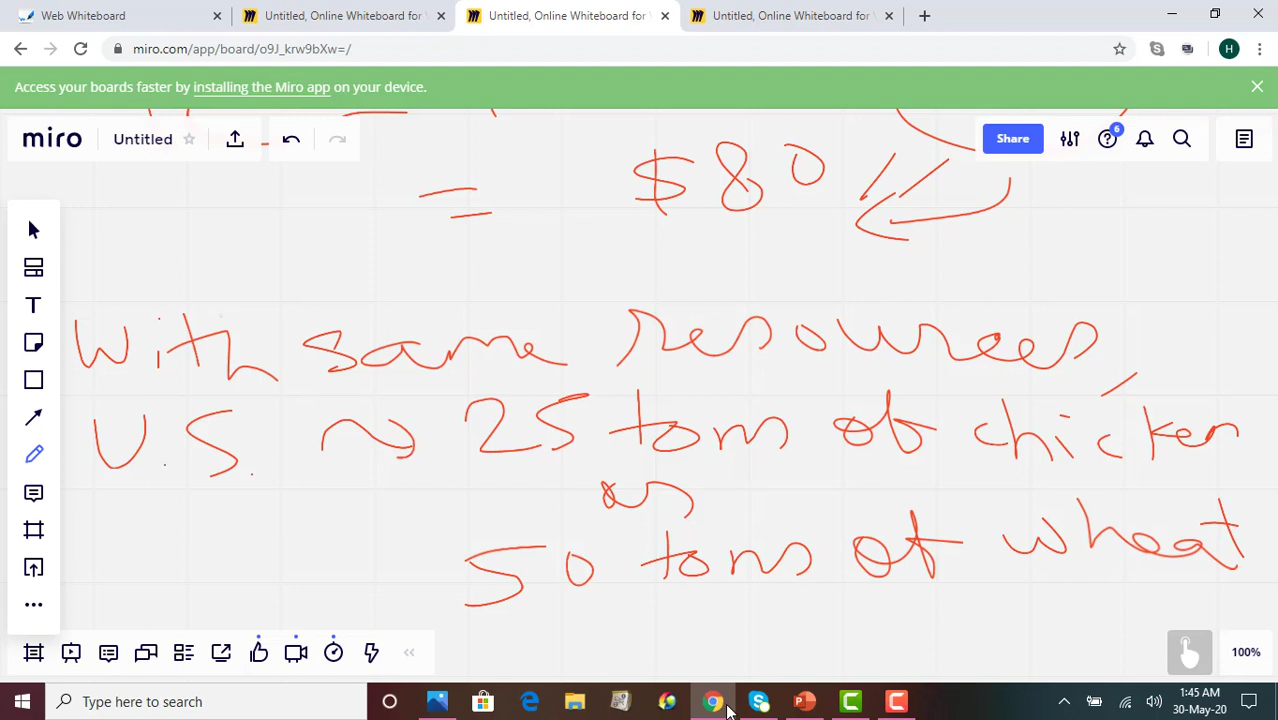 Web Whiteboard
Untitled, Online Whiteboard for V
Untitled, Online Whiteboard for V
Untitled, Online Whiteboard for V
miro.com/app/board/o9J_krw9bXw=/
H
Access your boards faster by installing the Miro app on your device.
miro
Untitled
Share
6
= $80
With same resources,
US ~ 25 tons of chicken
or
50 tons of wheat
100%
Type here to search
1:45 AM
30-May-20